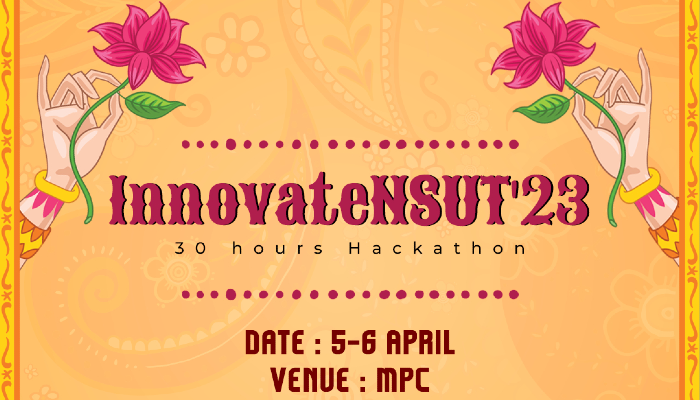 InnovateNSUT'23
30 hours Hackathon
DATE : 5-6 APRIL
VENUE : MPC